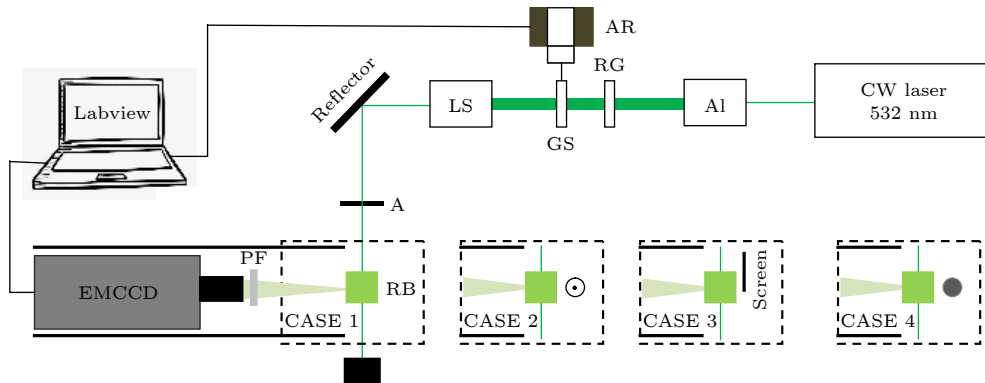 AR
RG
Reflector
LS
Al
CW laser
532 nm
Labview
GS
A
PF
EMCCD
RB
CASE 1
CASE 2
CASE 3
Screen
CASE 4